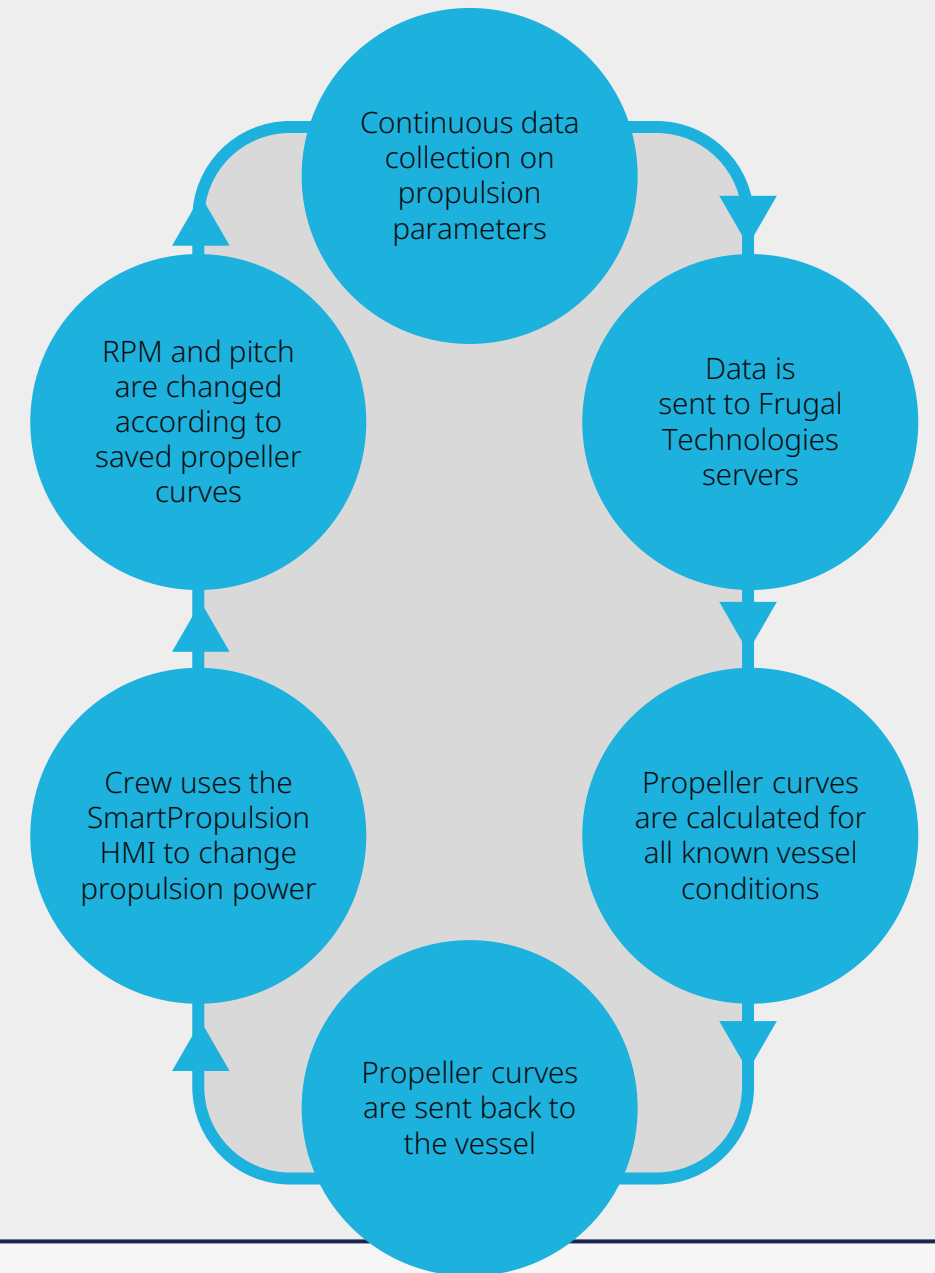 Continuous data
collection on
propulsion
parameters
Data is
sent to Frugal
Technologies
servers
Propeller curves
are calculated for
all known vessel
conditions
Propeller curves
are sent back to
the vessel
Crew uses the
SmartPropulsion
HMI to change
propulsion power
RPM and pitch
are changed
according to
saved propeller
curves